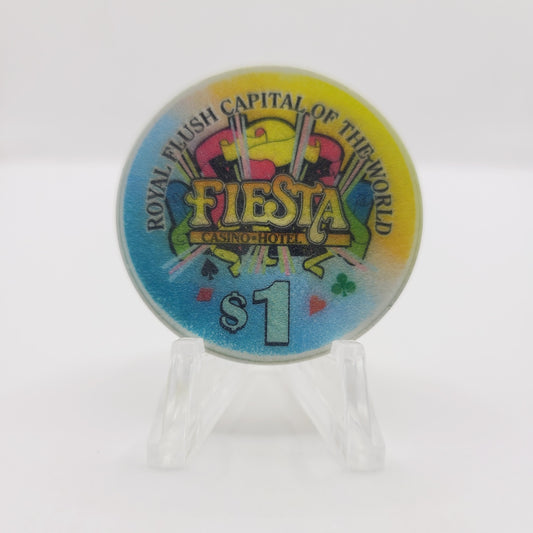 ROYAL FLUSH CAPITAL OF THE WORLD
FIESTA
CASINO-HOTEL
$1